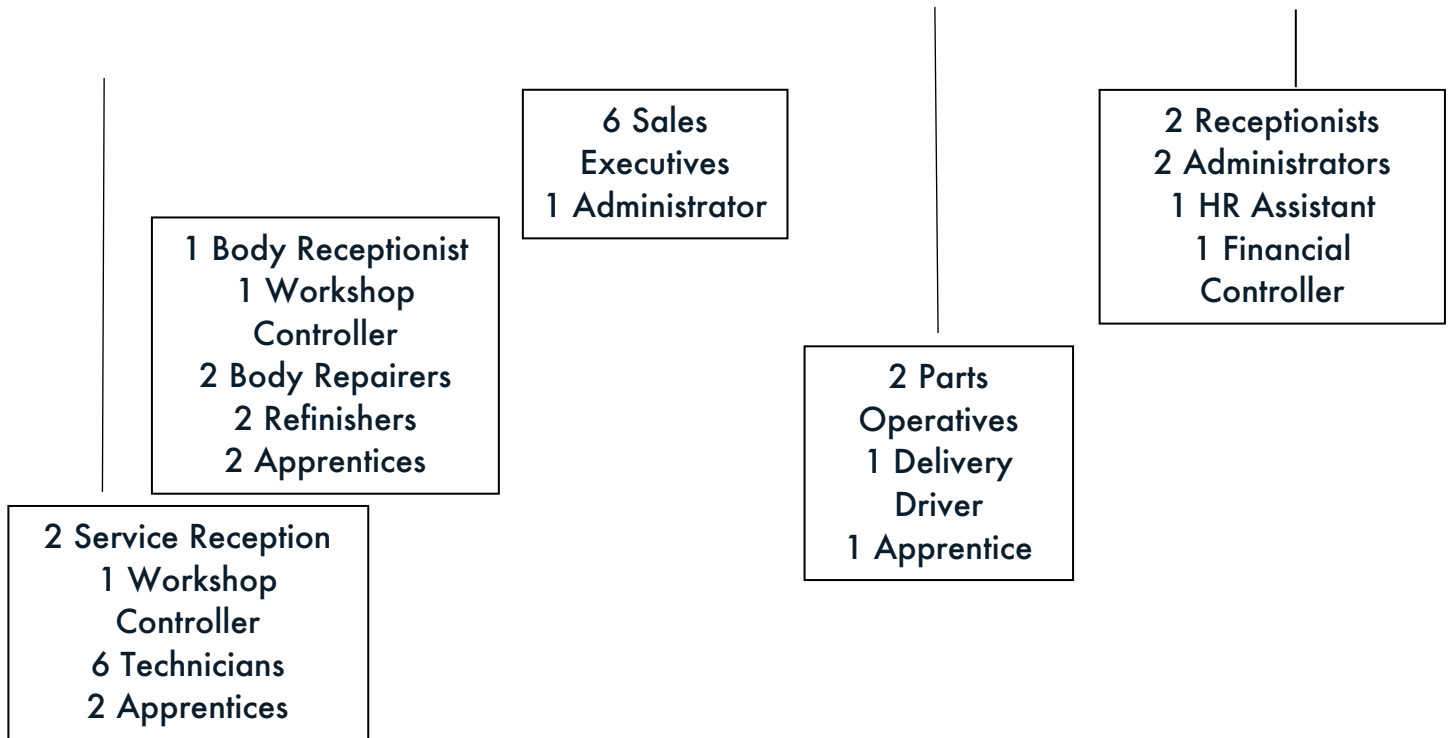 6 Sales
Executives
1 Administrator
2 Receptionists
2 Administrators
1 HR Assistant
1 Financial
Controller
1 Body Receptionist
1 Workshop
Controller
2 Body Repairers
2 Refinishers
2 Apprentices
2 Parts
Operatives
1 Delivery
Driver
1 Apprentice
2 Service Reception
1 Workshop
Controller
6 Technicians
2 Apprentices